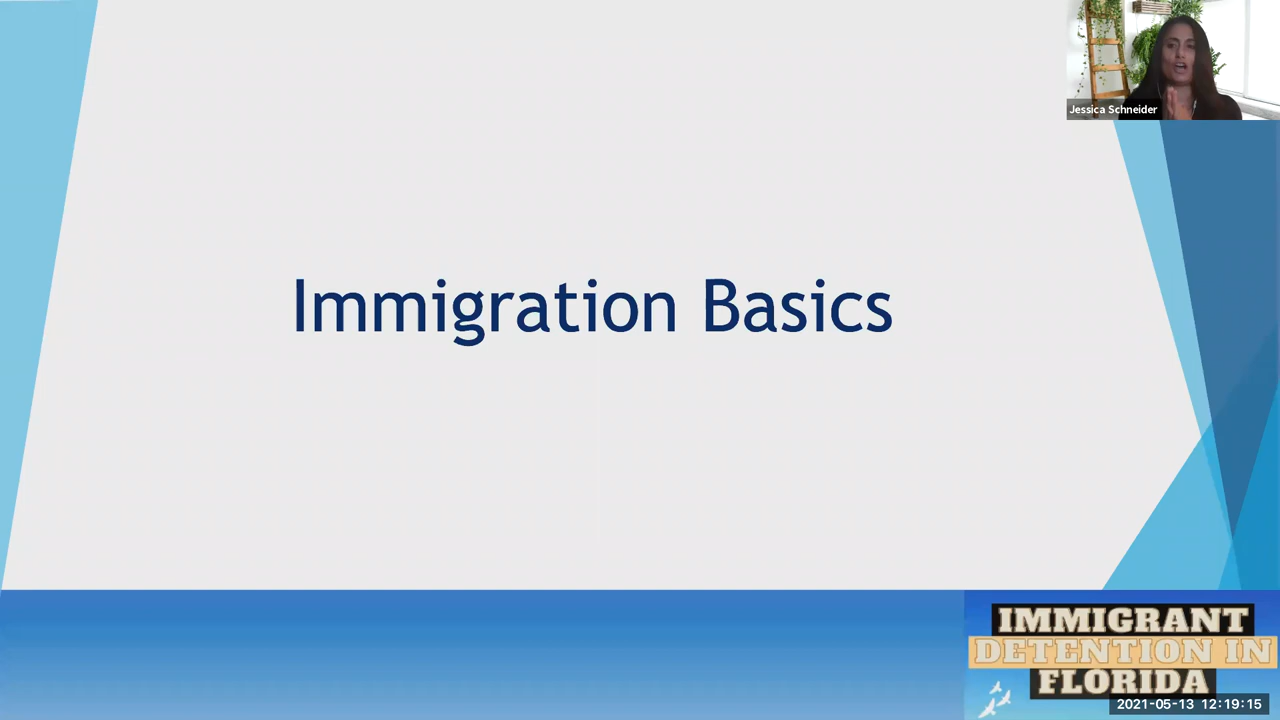 Jessica Schneider
Immigration Basics
IMMIGRANT
DETENTION IN
FLORIDA
2021-05-13 12:19:15